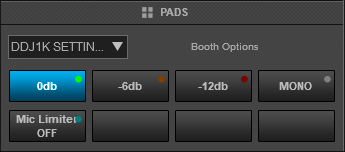 PADS
DDJ1K SETTIN...
Booth Options
0db
-6db
-12db
MONO
Mic Limiter
OFF